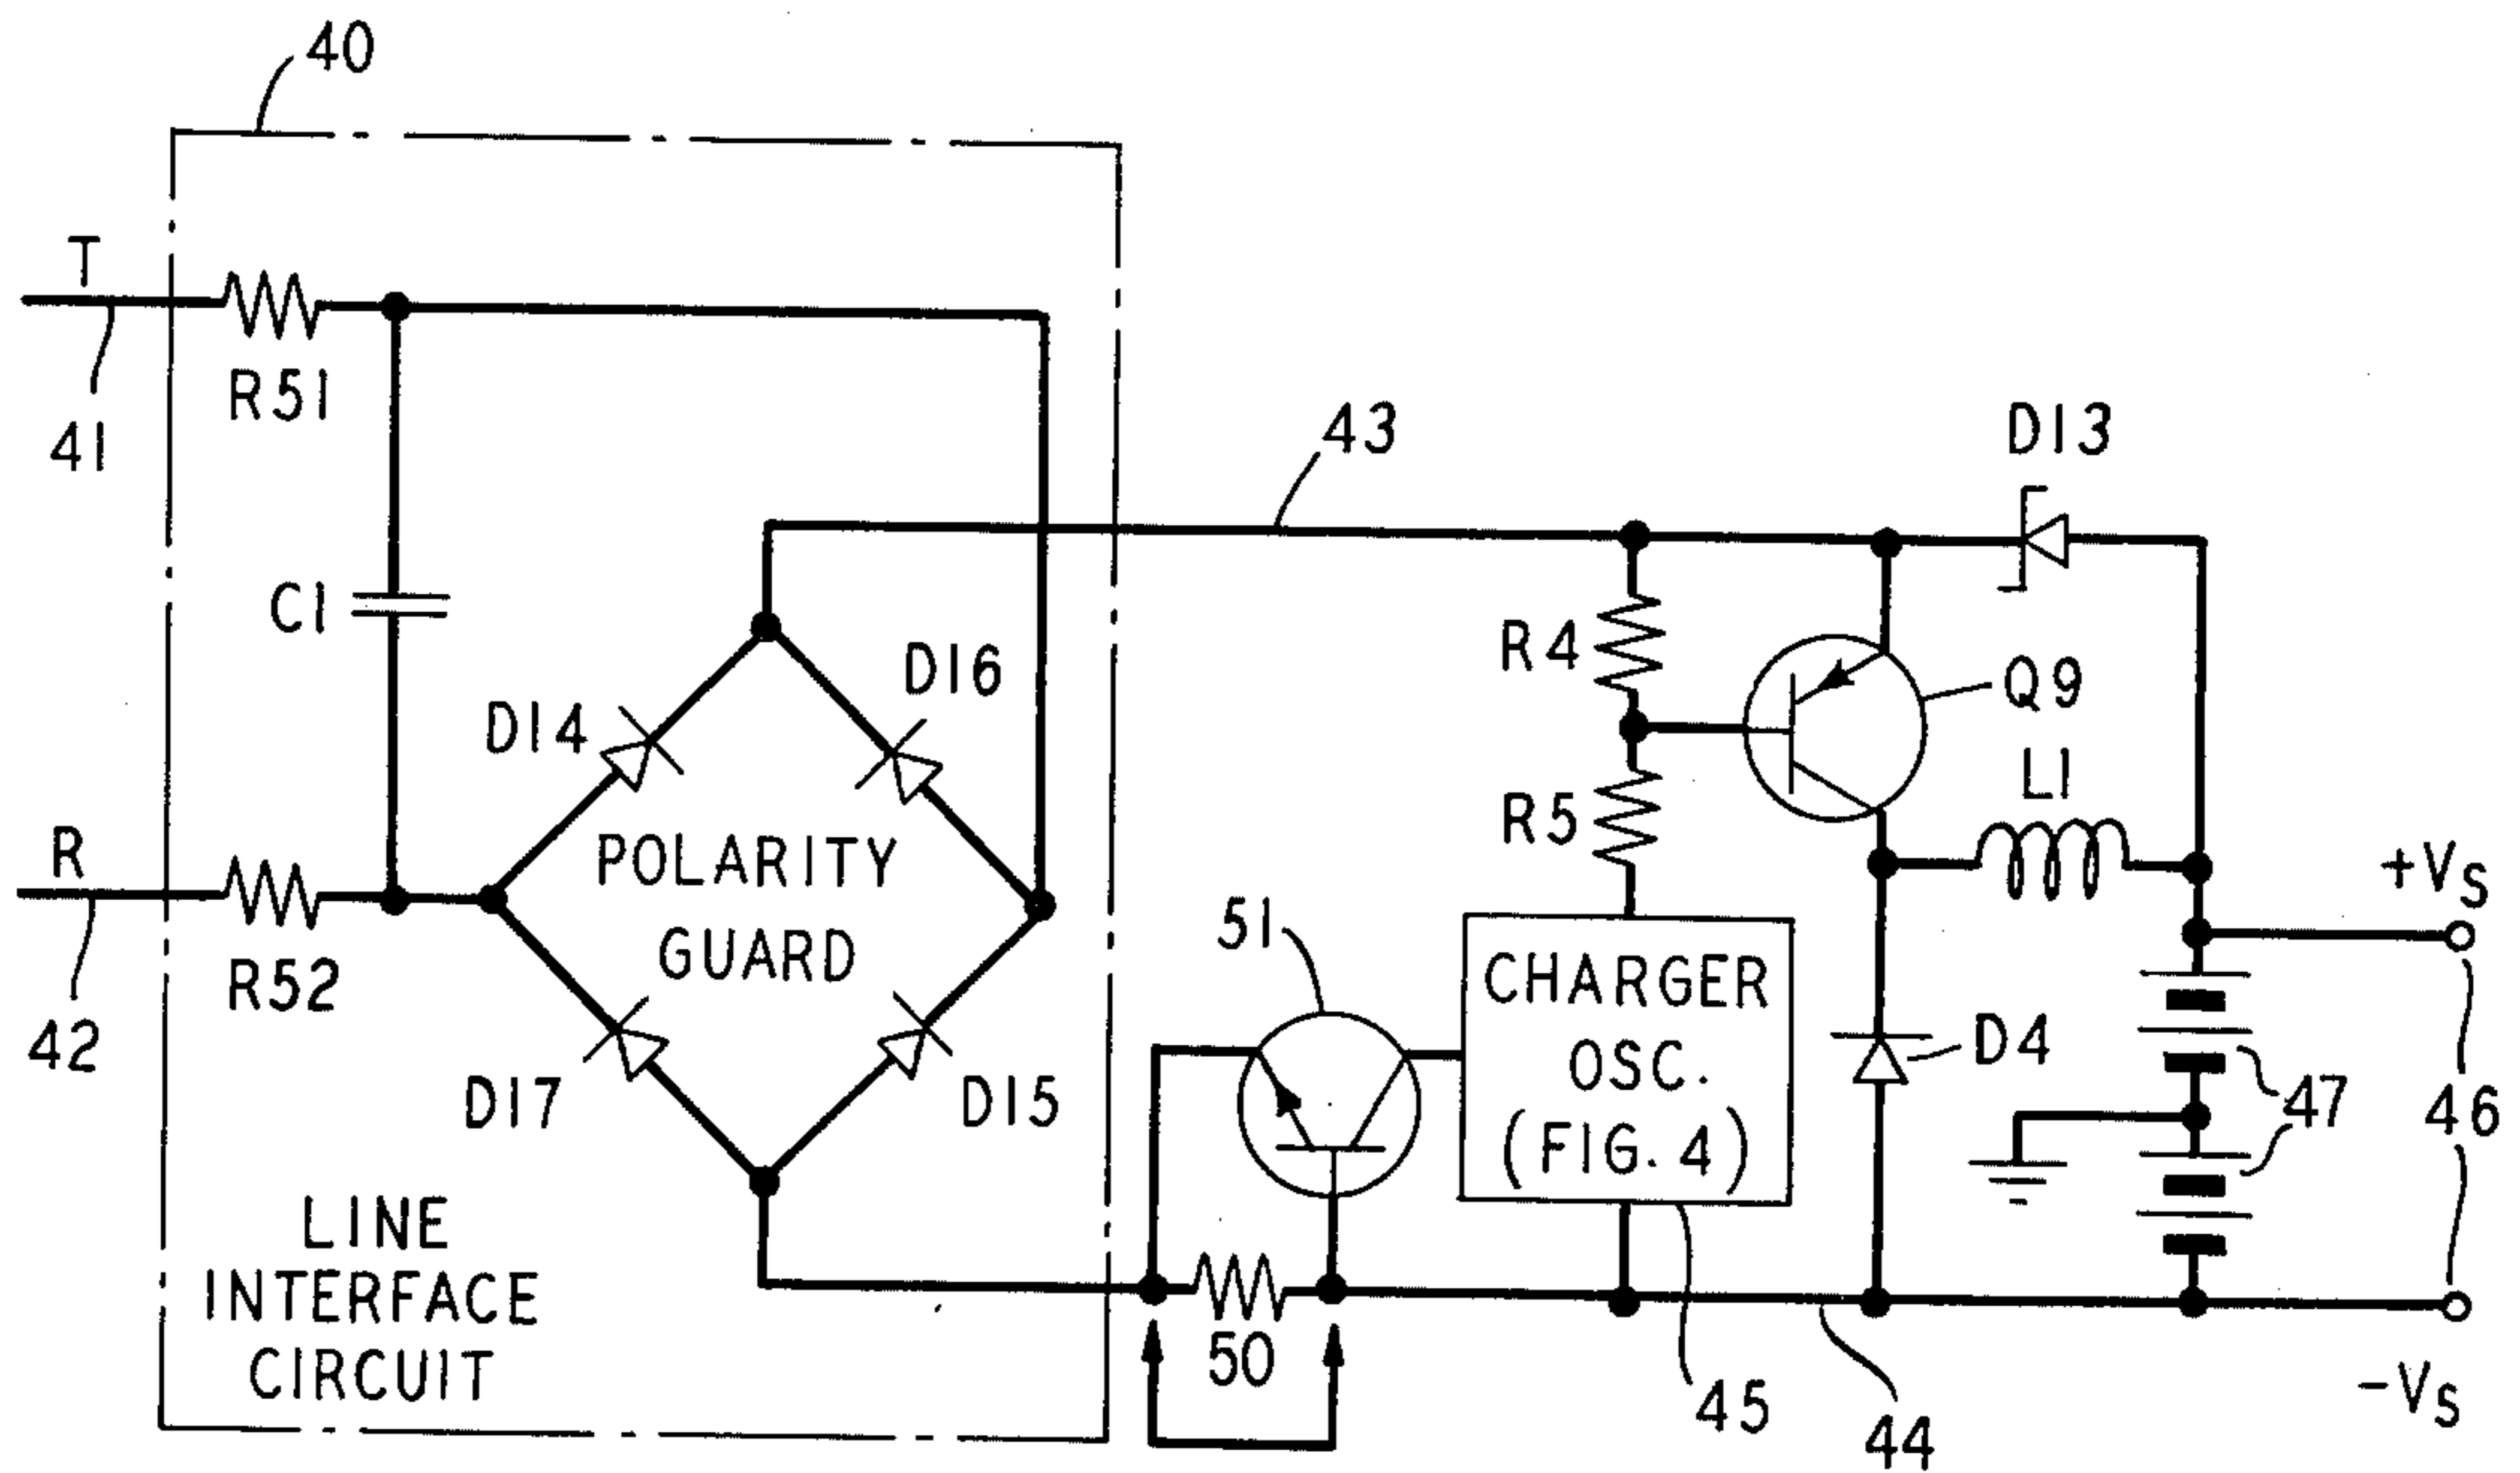 40
T
R51
41
43
D13
C1
R4
Q9
D16
D14
L1
R5
R
POLARITY
GUARD
+VS
51
R52
42
CHARGER
OSC.
(FIG. 4)
D4
D17
D15
47
46
LINE
INTERFACE
CIRCUIT
50
45
44
-VS